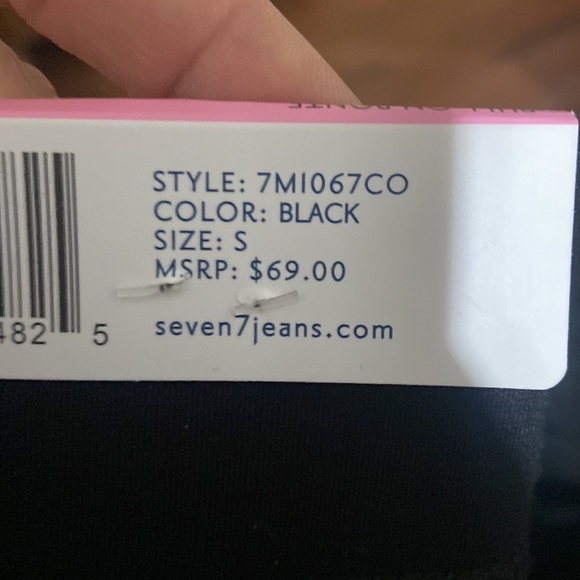 STYLE: 7MI067CO
COLOR: BLACK
SIZE: S
MSRP: $69.00
482 5
seven7jeans.com